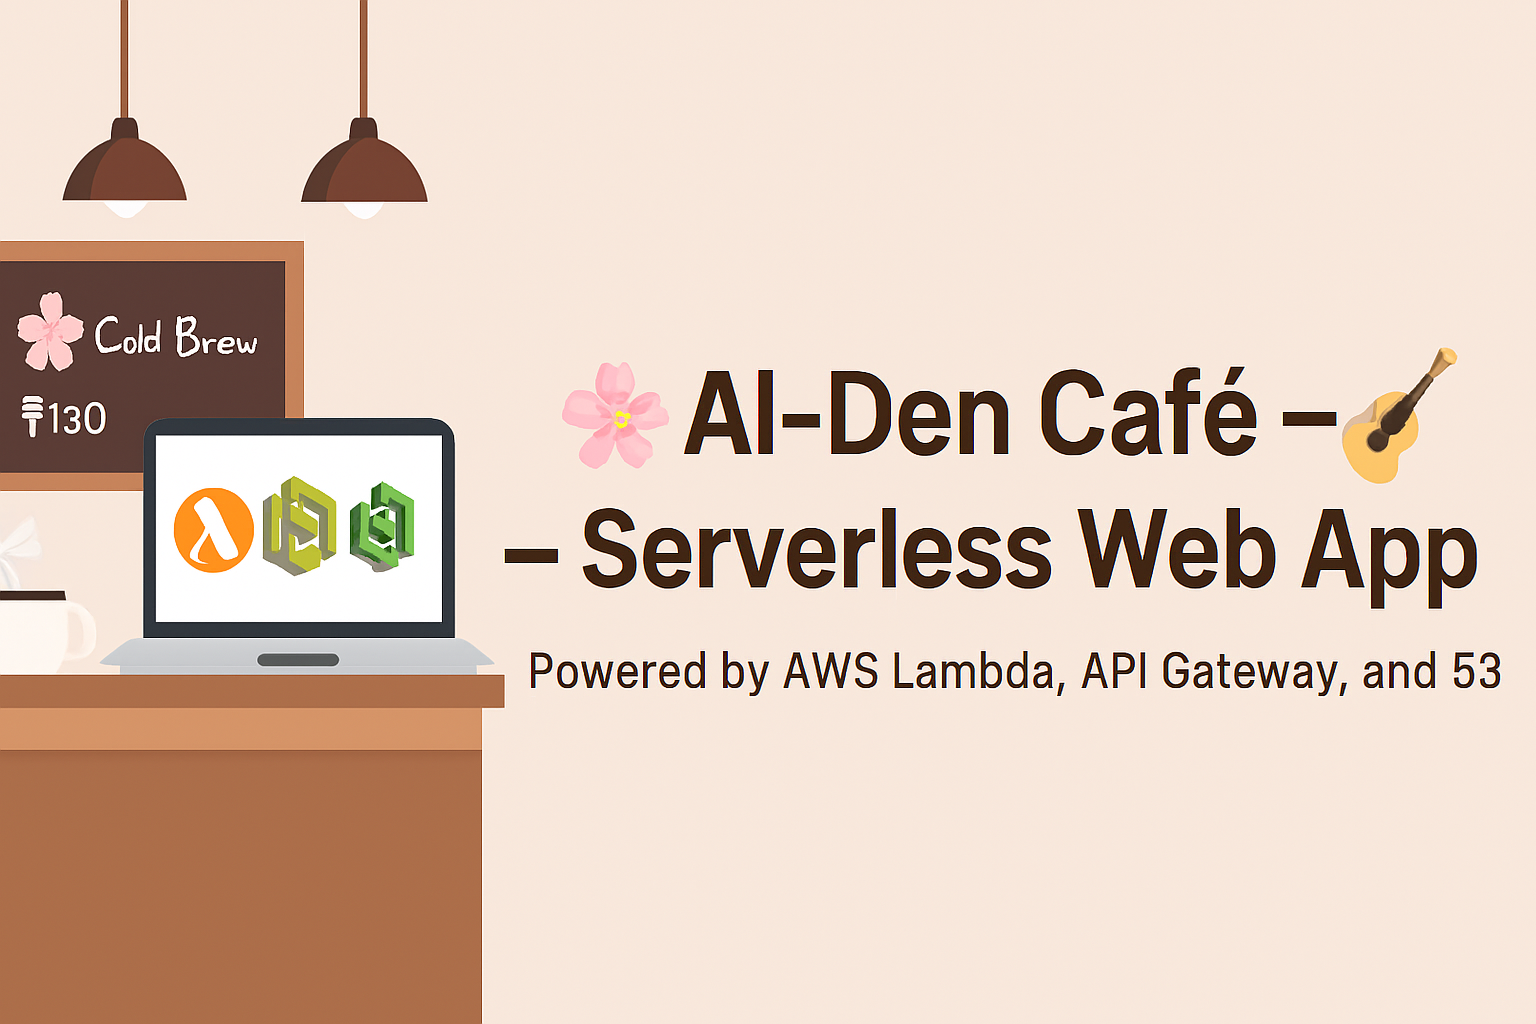 Cold Brew
130
AI-Den Café –
– Serverless Web App
Powered by AWS Lambda, API Gateway, and 53